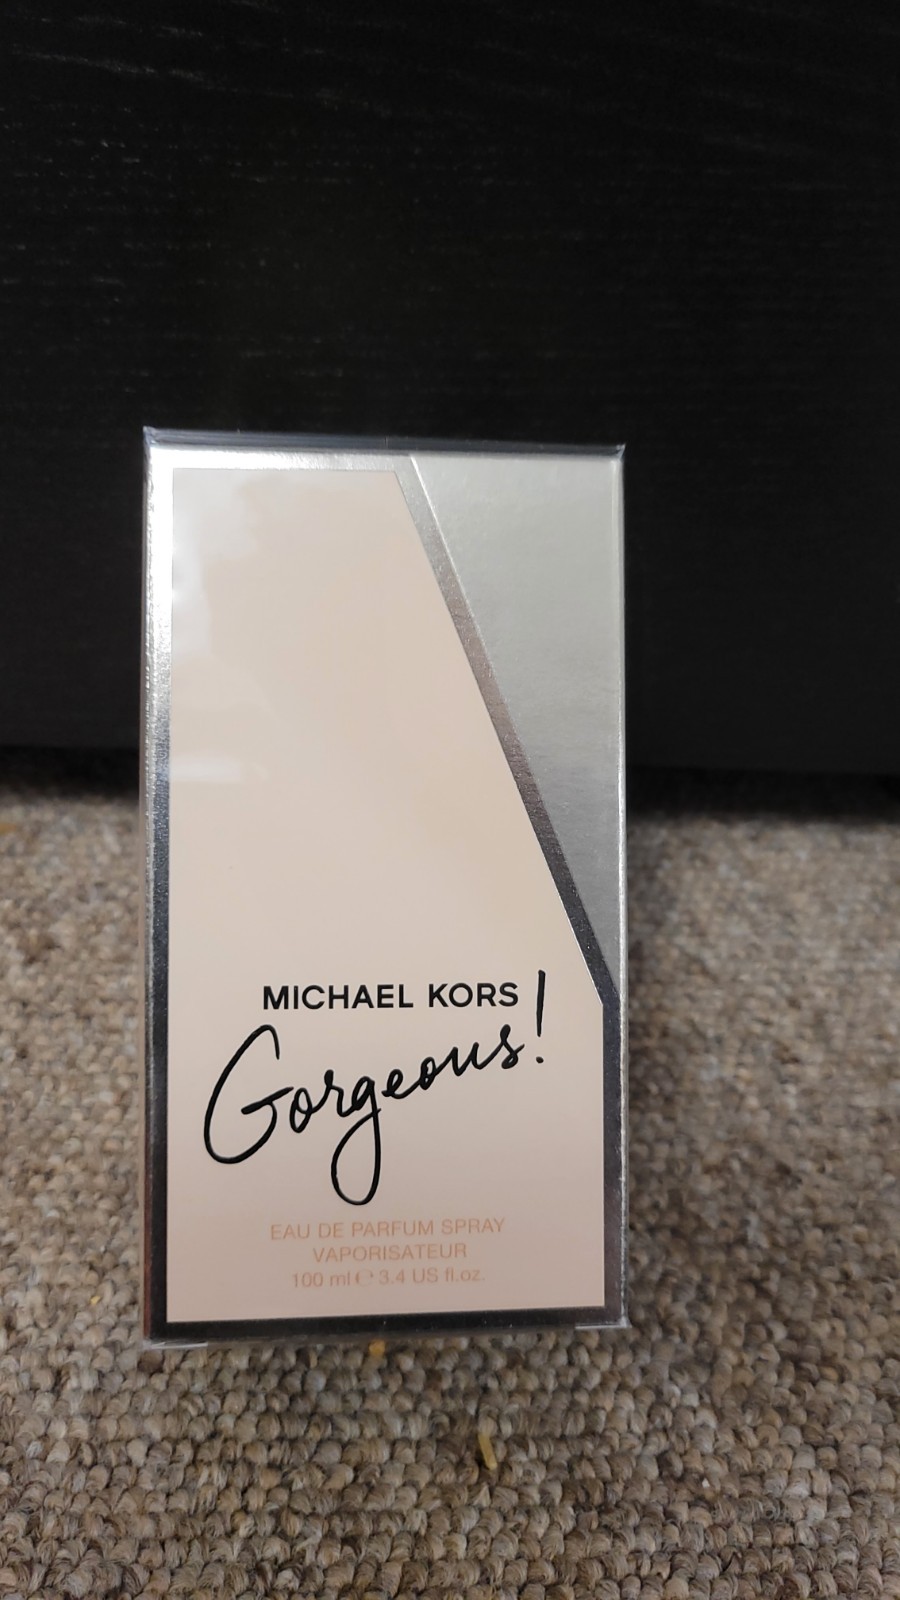 MICHAEL KORS
Gorgeous!
EAU DE PARFUM SPRAY
VAPORISATEUR
100 ml ℮ 3.4 US fl.oz.